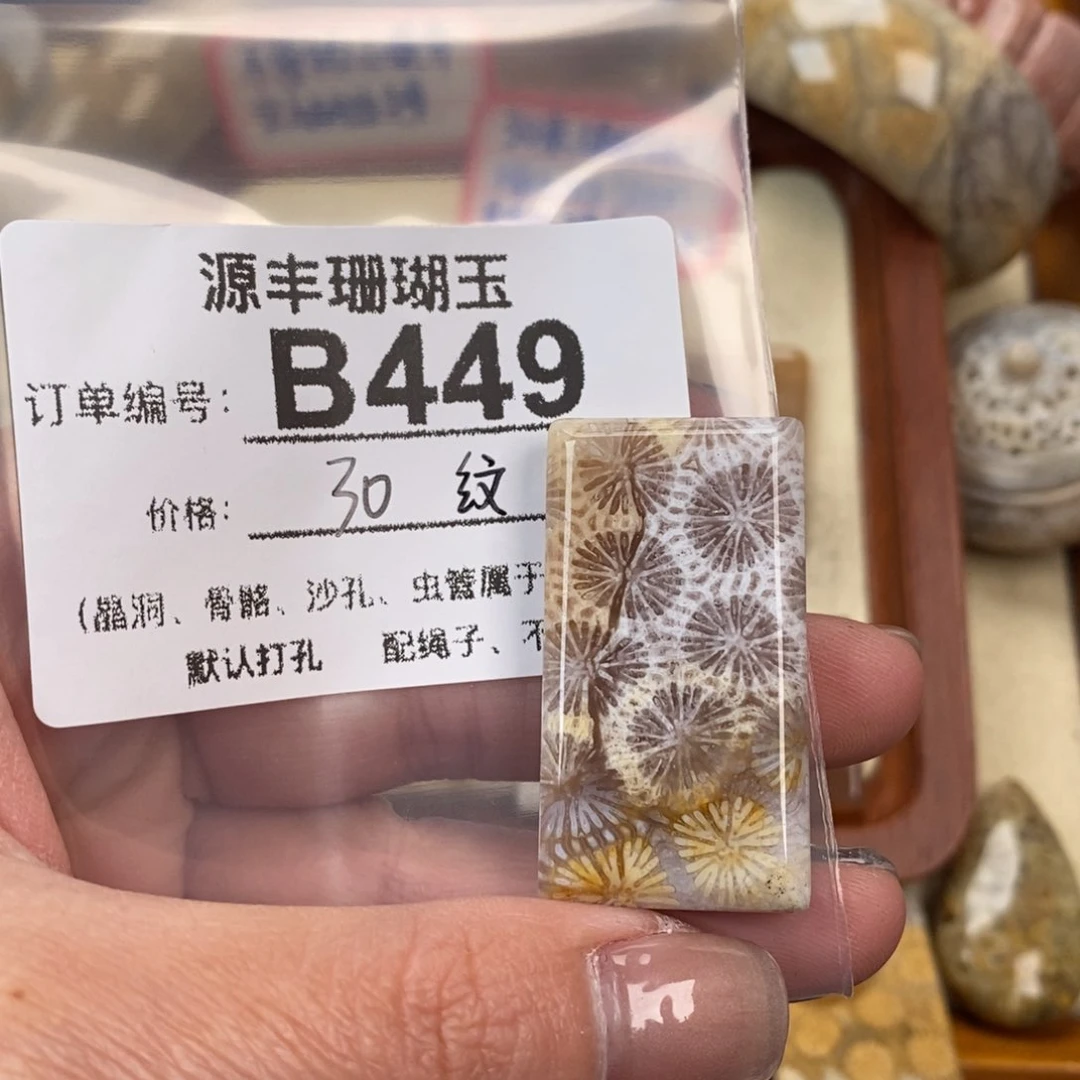 源丰珊瑚玉
订单编号: B449
价格: 30 纹
(晶洞、骨骼、沙孔、虫管属于
默认打孔 配绳子、不